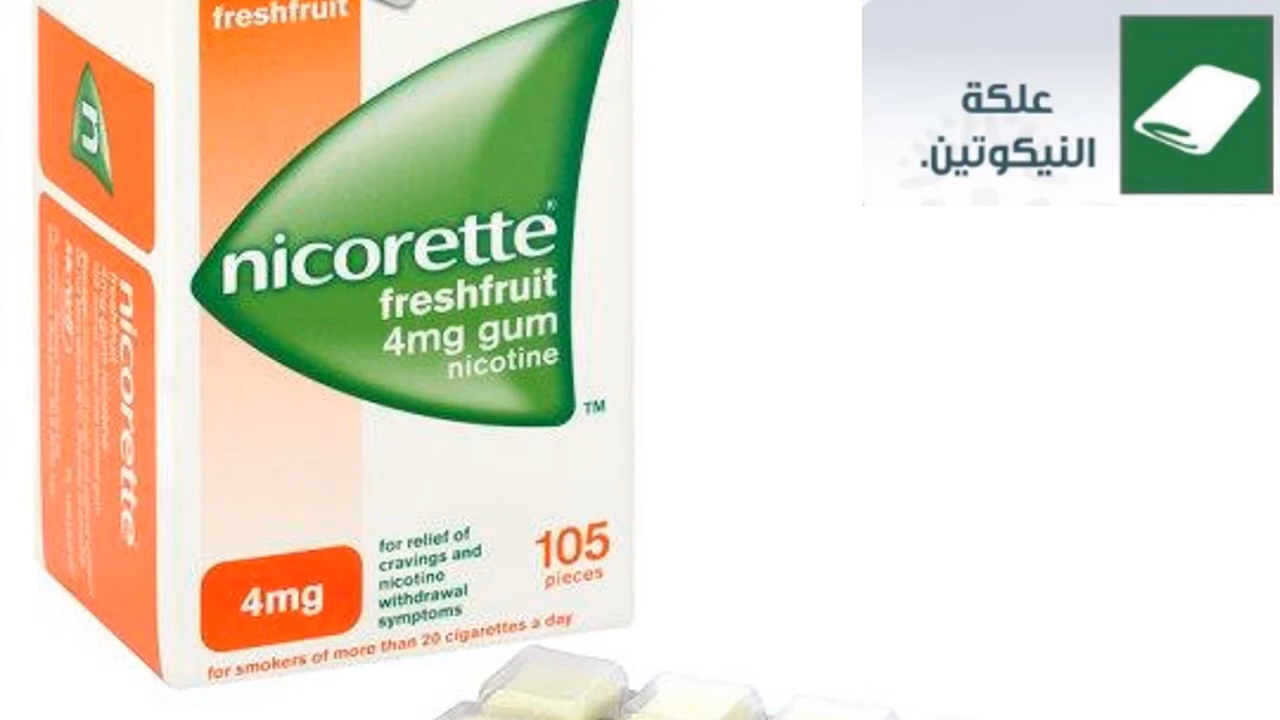 freshfruit
nicorette®
freshfruit
4mg gum
nicotine
TM
for relief of
cravings and
nicotine
withdrawal
symptoms
105
pieces
4mg
for smokers of more than 20 cigarettes a day
nicorette
علكة
النيكوتين.